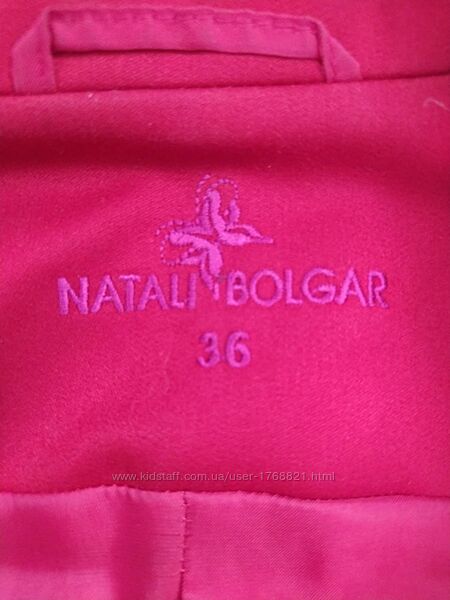 NATALI BOLGAR
36
www.kidstaff.com.ua/user-1768821.html